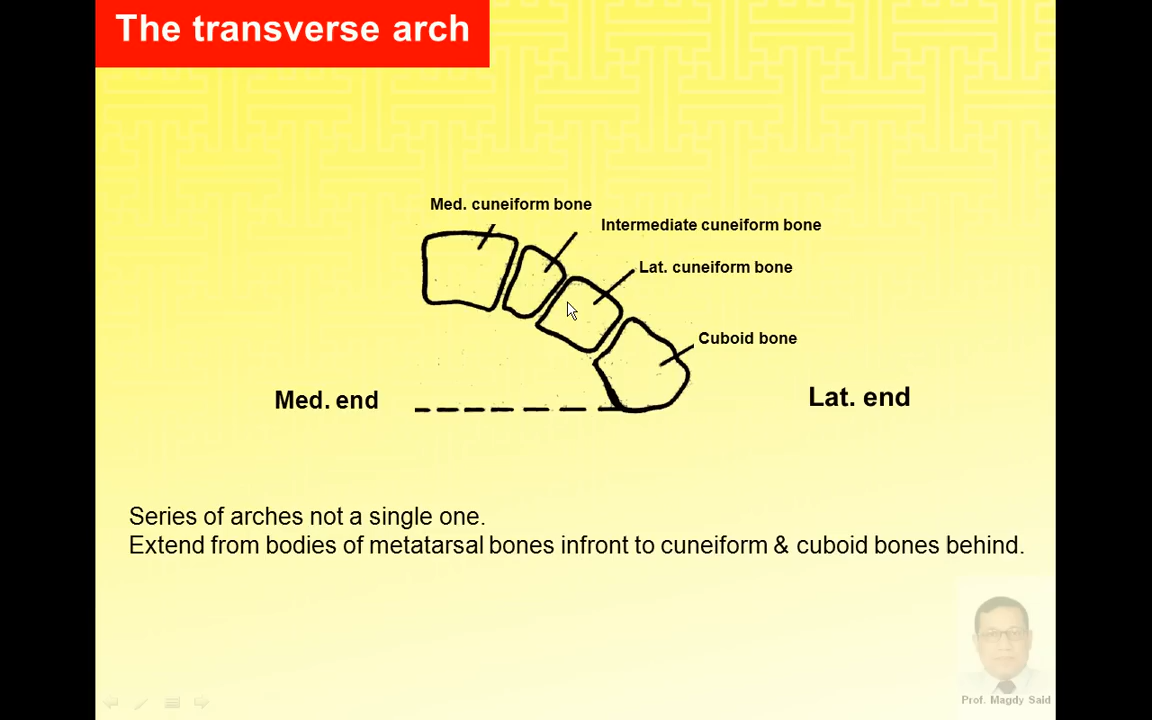 The transverse arch
Med. cuneiform bone
Intermediate cuneiform bone
Lat. cuneiform bone
Cuboid bone
Med. end
Lat. end
Series of arches not a single one.
Extend from bodies of metatarsal bones infront to cuneiform & cuboid bones behind.
Prof. Magdy Said